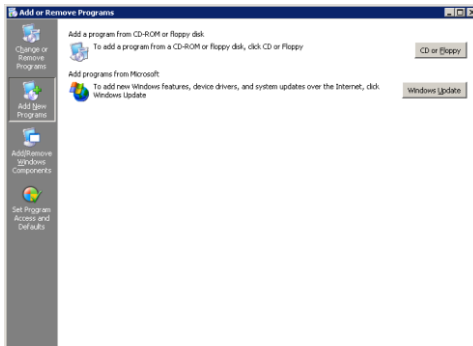 Add or Remove Programs
Change or
Remove
Programs
Add New
Programs
Add/Remove
Windows
Components
Set Program
Access and
Defaults
Add a program from CD-ROM or floppy disk
To add a program from a CD-ROM or floppy disk, click CD or Floppy
CD or Floppy
Add programs from Microsoft
To add new Windows features, device drivers, and system updates over the Internet, click
Windows Update
Windows Update